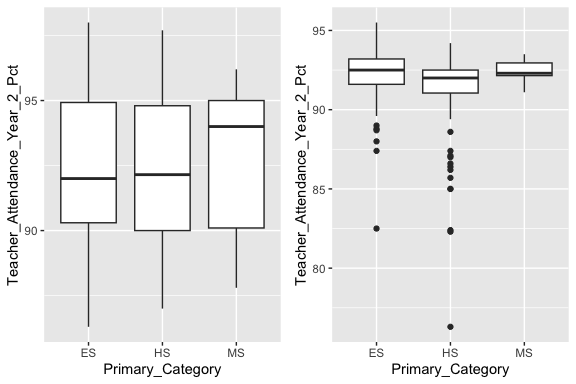 Teacher_Attendance_Year_2_Pct
95
90
ES
HS
MS
Primary_Category
Teacher_Attendance_Year_2_Pct
95
90
85
80
ES
HS
MS
Primary_Category